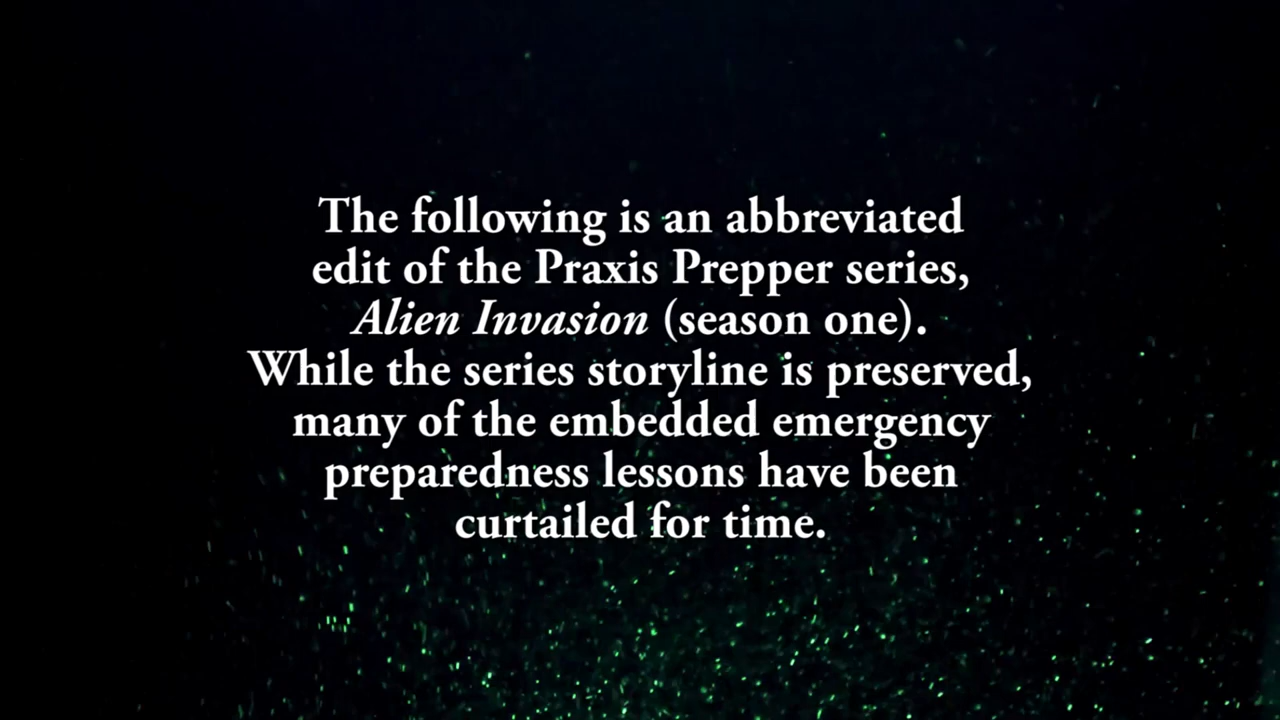 The following is an abbreviated
edit of the Praxis Prepper series,
Alien Invasion (season one).
While the series storyline is preserved,
many of the embedded emergency
preparedness lessons have been
curtailed for time.